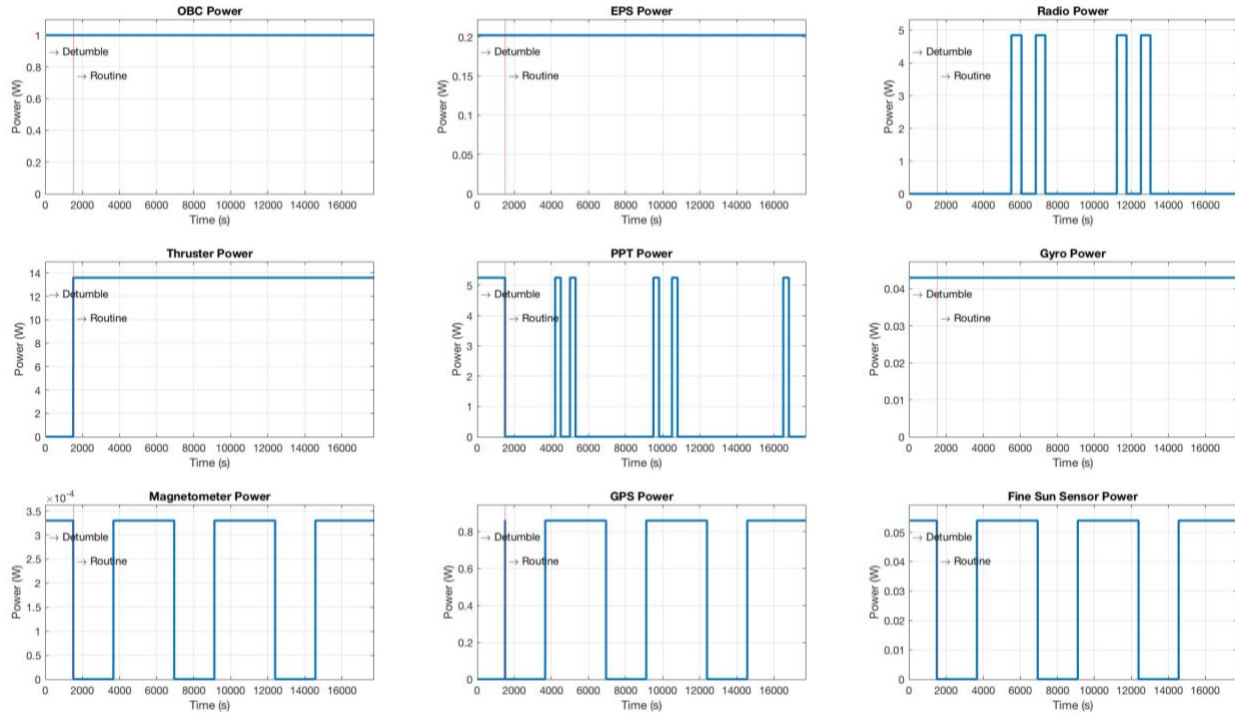 OBC Power
Power (W)
1
0.8
0.6
0.4
0.2
0
→ Detumble
→ Routine
0 2000 4000 6000 8000 10000 12000 14000 16000
Time (s)
EPS Power
Power (W)
0.2
0.15
0.1
0.05
0
→ Detumble
→ Routine
0 2000 4000 6000 8000 10000 12000 14000 16000
Time (s)
Radio Power
Power (W)
5
4
3
2
1
0
→ Detumble
→ Routine
0 2000 4000 6000 8000 10000 12000 14000 16000
Time (s)
Thruster Power
Power (W)
14
12
10
8
6
4
2
0
→ Detumble
→ Routine
0 2000 4000 6000 8000 10000 12000 14000 16000
Time (s)
PPT Power
Power (W)
5
4
3
2
1
0
→ Detumble
→ Routine
0 2000 4000 6000 8000 10000 12000 14000 16000
Time (s)
Gyro Power
Power (W)
0.04
0.03
0.02
0.01
0
→ Detumble
→ Routine
0 2000 4000 6000 8000 10000 12000 14000 16000
Time (s)
×10⁻⁴ Magnetometer Power
Power (W)
3.5
3
2.5
2
1.5
1
0.5
0
→ Detumble
→ Routine
0 2000 4000 6000 8000 10000 12000 14000 16000
Time (s)
GPS Power
Power (W)
0.8
0.6
0.4
0.2
0
→ Detumble
→ Routine
0 2000 4000 6000 8000 10000 12000 14000 16000
Time (s)
Fine Sun Sensor Power
Power (W)
0.05
0.04
0.03
0.02
0.01
0
→ Detumble
→ Routine
0 2000 4000 6000 8000 10000 12000 14000 16000
Time (s)